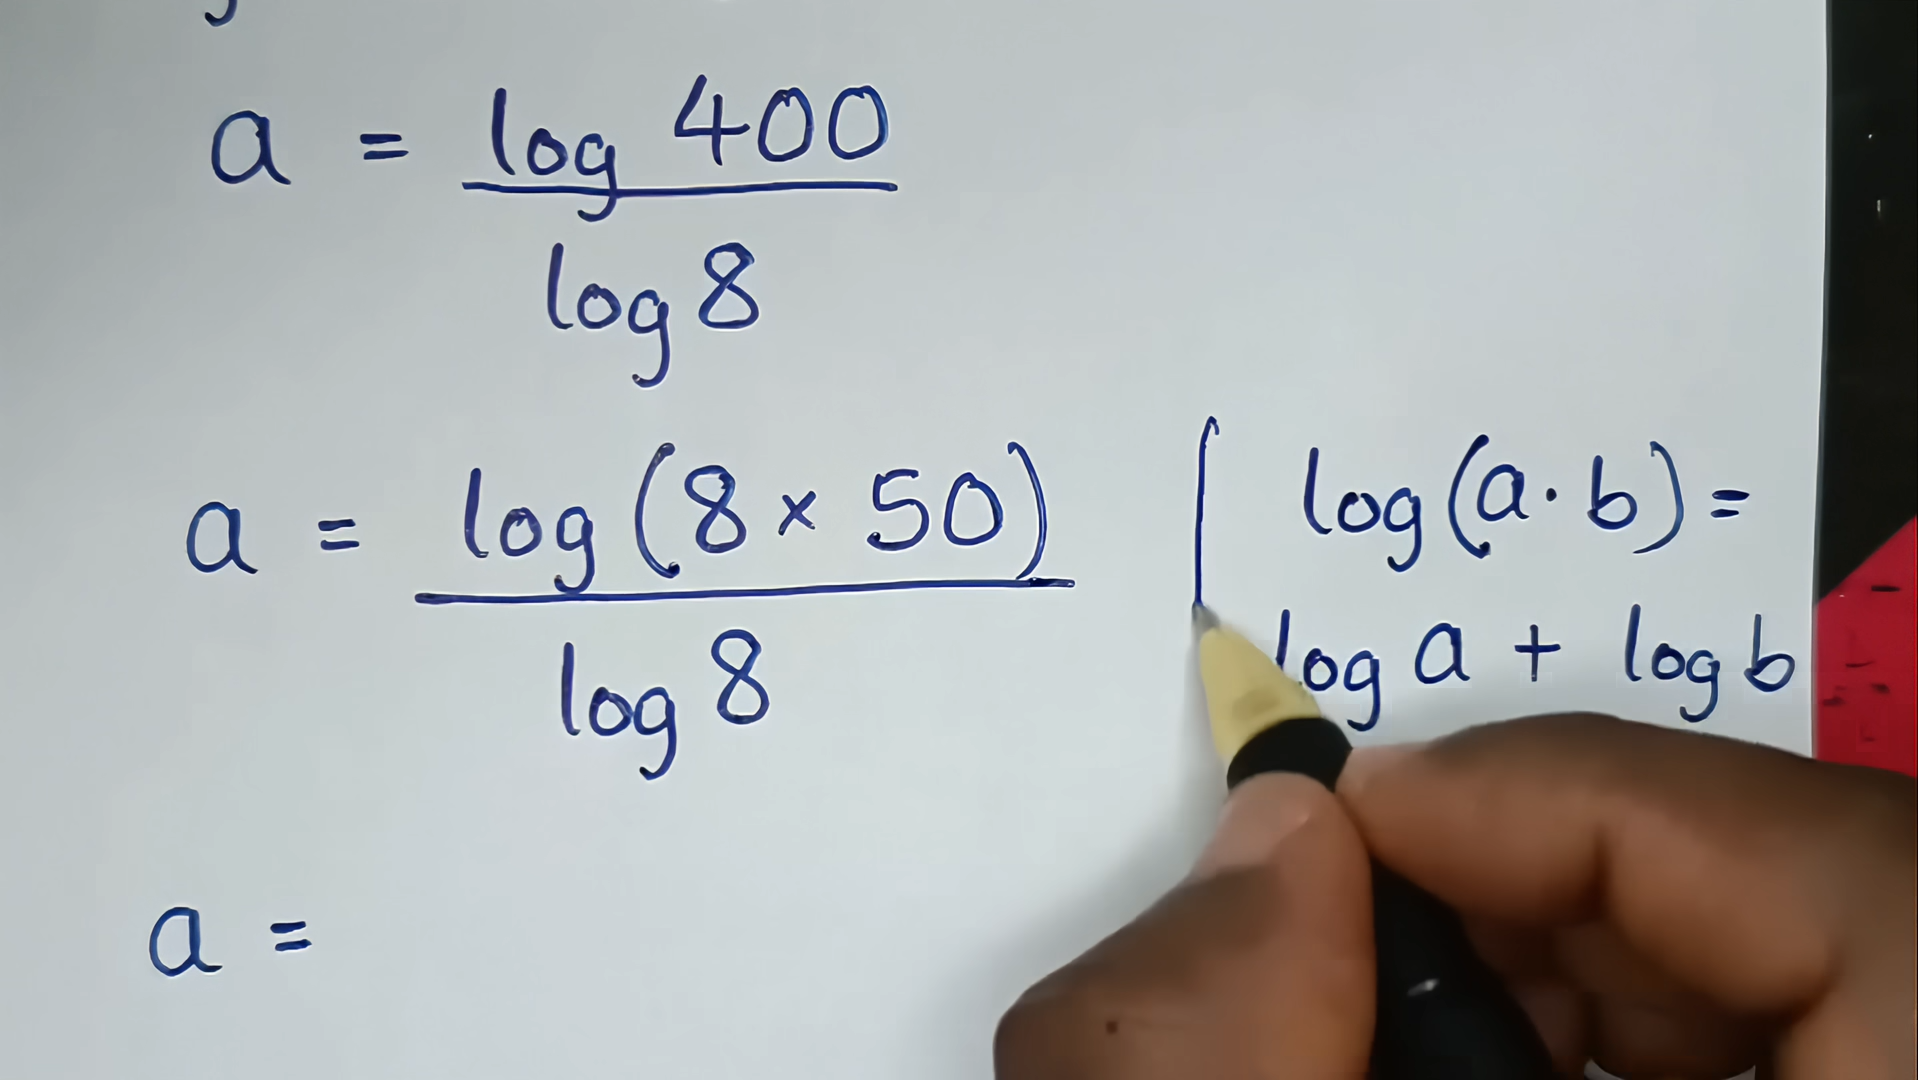 a = log 400
log 8
a = log (8 × 50)
log 8
log (a · b) =
log a + log b
a =